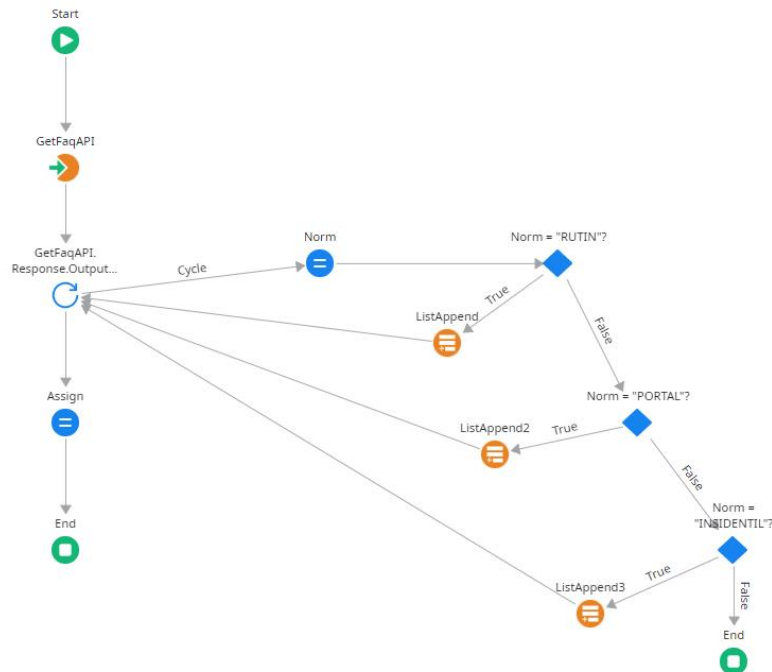 Start
GetFaqAPI
GetFaqAPI.
Response.Output...
Cycle
Norm
Norm = "RUTIN"?
True
ListAppend
False
Assign
Norm = "PORTAL"?
True
ListAppend2
False
End
Norm =
"INSIDENTIL"?
True
ListAppend3
False
End